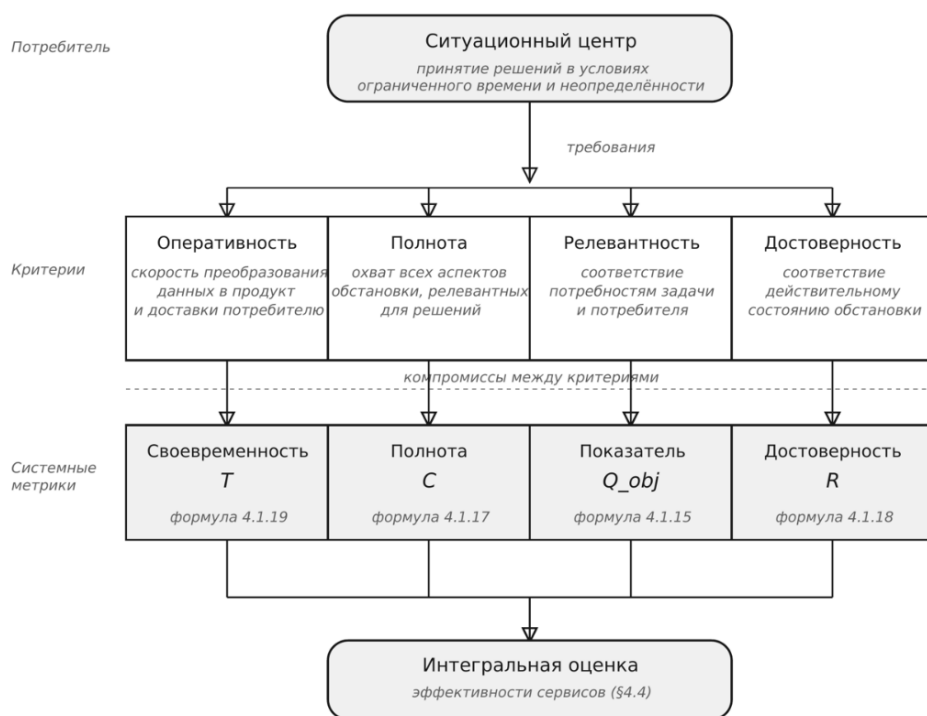 Потребитель
Ситуационный центр
принятие решений в условиях
ограниченного времени и неопределённости
требования
Критерии
Оперативность
скорость преобразования
данных в продукт
и доставки потребителю
Полнота
охват всех аспектов
обстановки, релевантных
для решений
Релевантность
соответствие
потребностям задачи
и потребителя
Достоверность
соответствие
действительному
состоянию обстановки
компромиссы между критериями
Системные
метрики
Своевременность
T
формула 4.1.19
Полнота
C
формула 4.1.17
Показатель
Q_obj
формула 4.1.15
Достоверность
R
формула 4.1.18
Интегральная оценка
эффективности сервисов (§4.4)